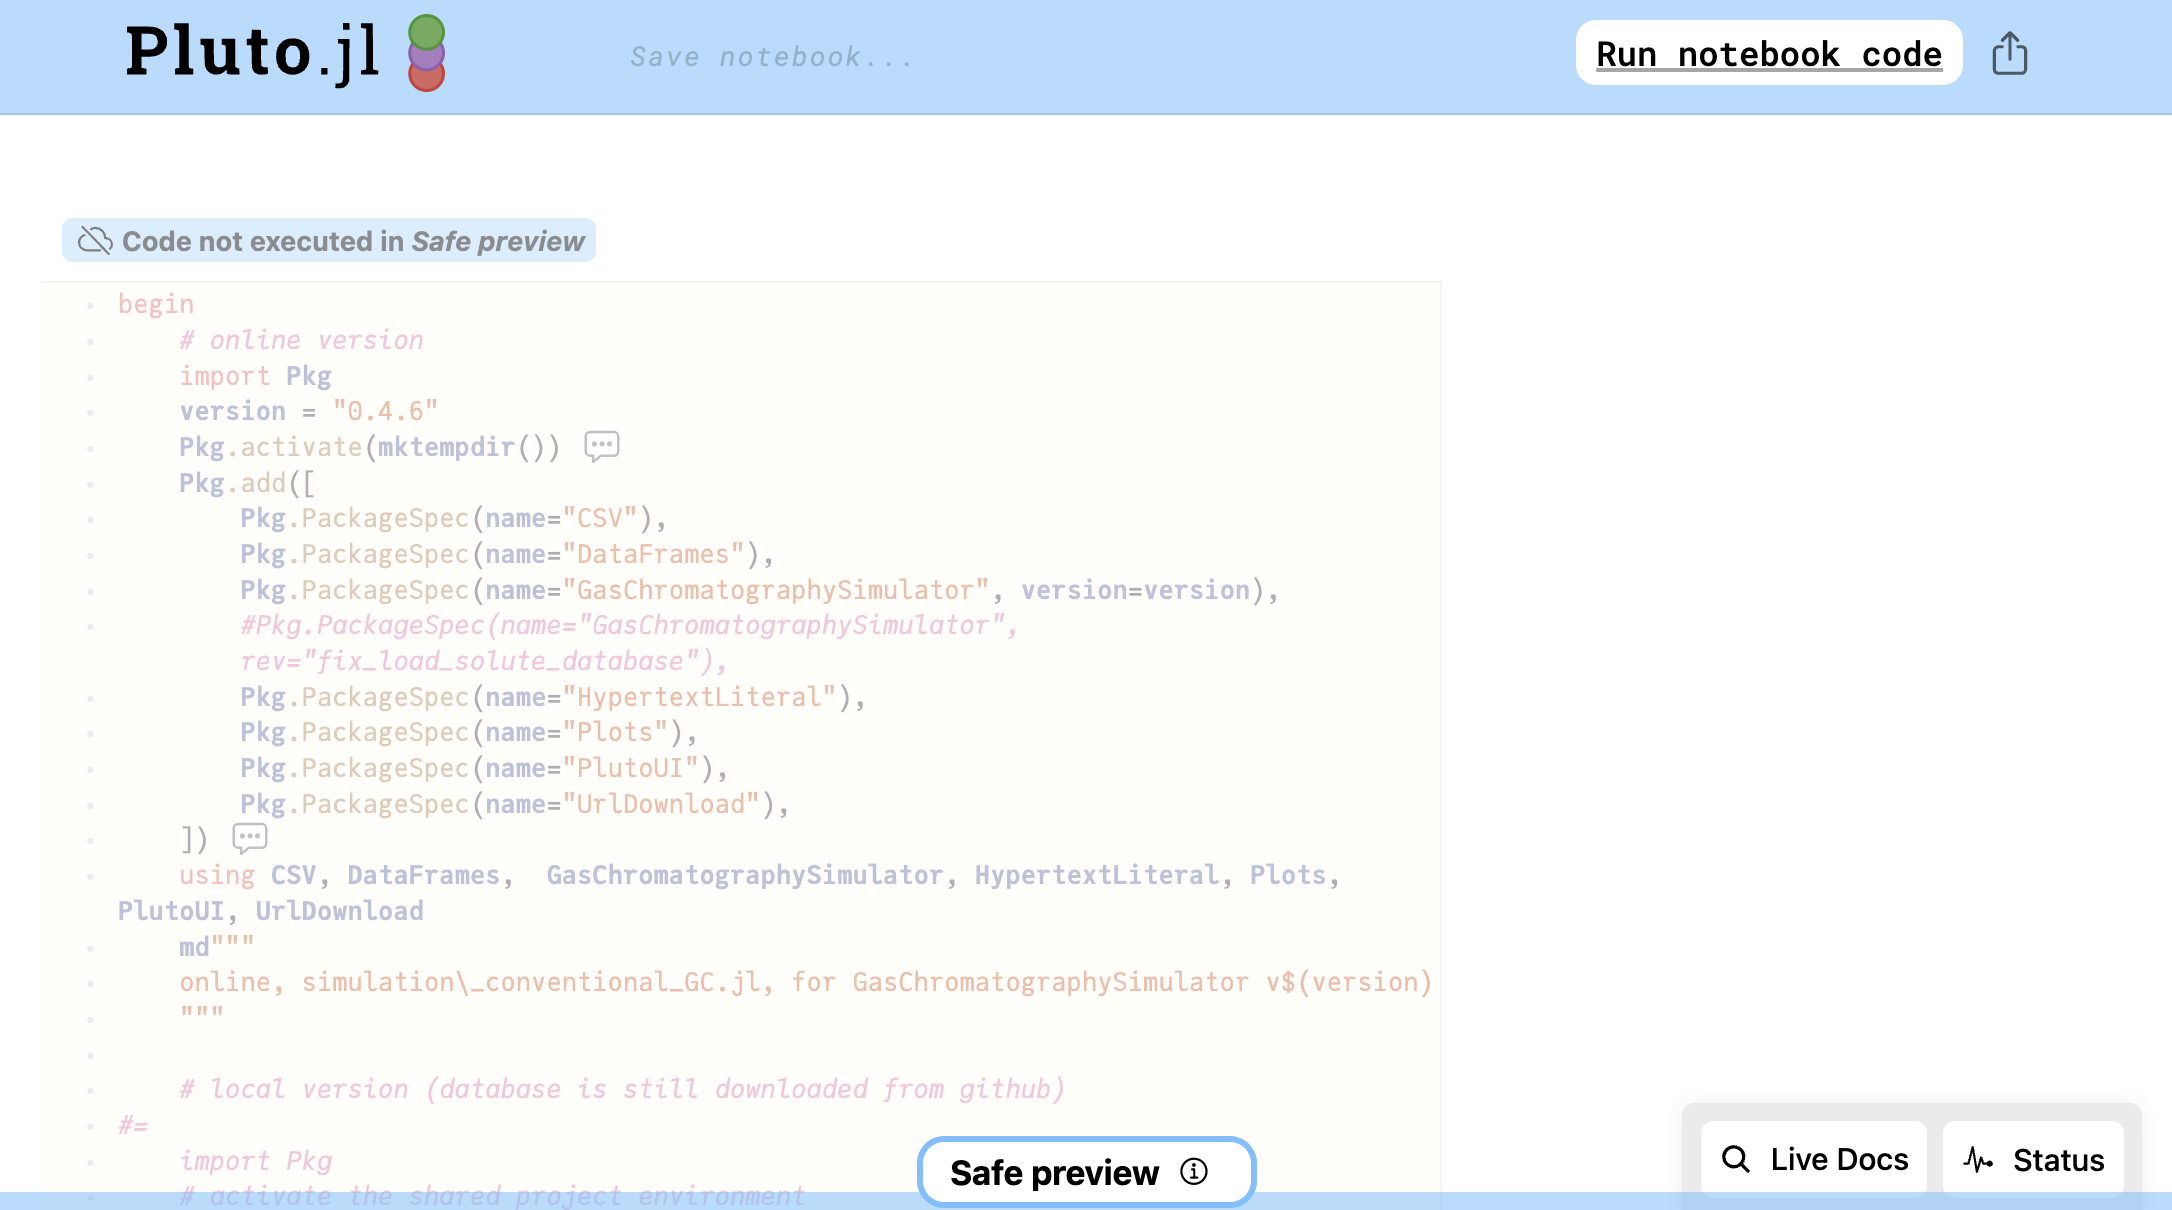 Pluto.jl
Save notebook...
Run notebook code
Code not executed in Safe preview
begin
# online version
import Pkg
version = "0.4.6"
Pkg.activate(mktempdir())
Pkg.add([
Pkg.PackageSpec(name="CSV"),
Pkg.PackageSpec(name="DataFrames"),
Pkg.PackageSpec(name="GasChromatographySimulator", version=version),
#Pkg.PackageSpec(name="GasChromatographySimulator",
rev="fix_load_solute_database"),
Pkg.PackageSpec(name="HypertextLiteral"),
Pkg.PackageSpec(name="Plots"),
Pkg.PackageSpec(name="PlutoUI"),
Pkg.PackageSpec(name="UrlDownload"),
])
using CSV, DataFrames,  GasChromatographySimulator, HypertextLiteral, Plots,
PlutoUI, UrlDownload
md"""
online, simulation\_conventional_GC.jl, for GasChromatographySimulator v$(version)
"""
# local version (database is still downloaded from github)
#=
import Pkg
# activate the shared project environment
Safe preview
Live Docs
Status